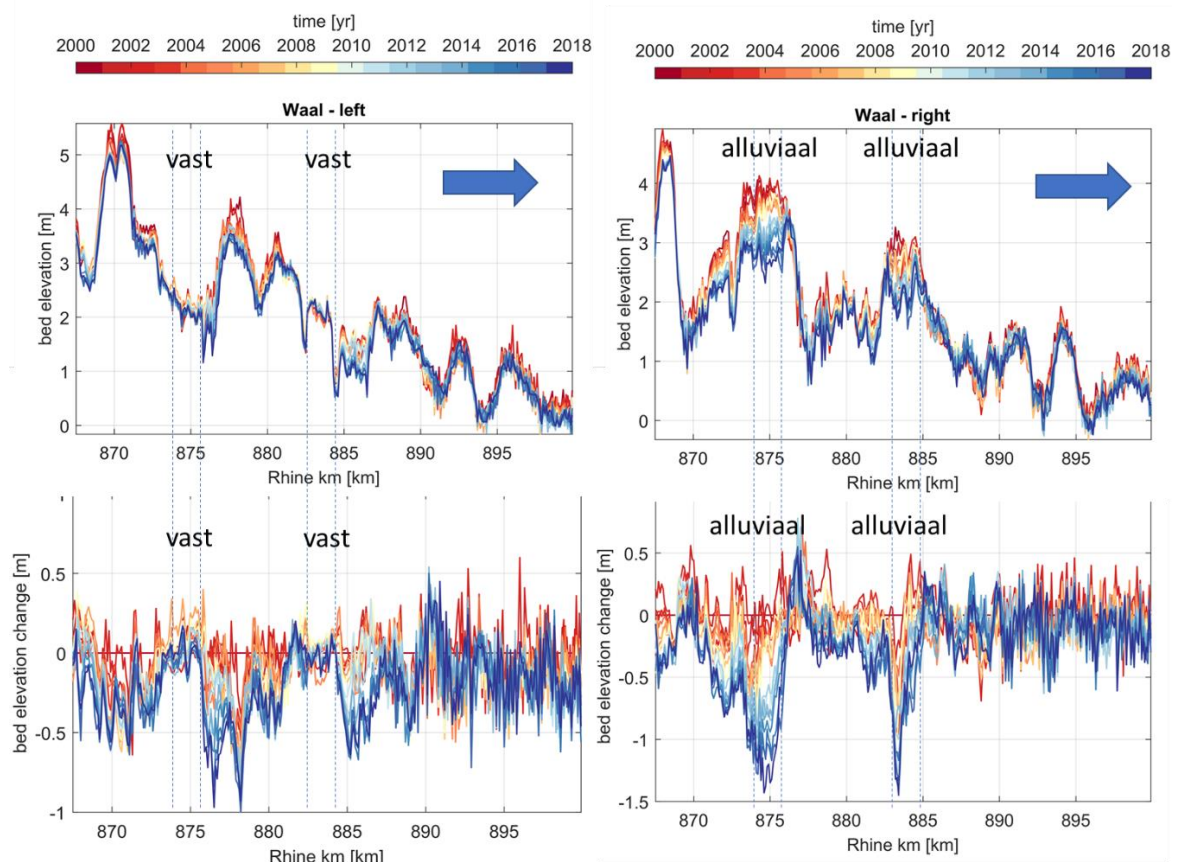 time [yr]
2000 2002 2004 2006 2008 2010 2012 2014 2016 2018
Waal - left
vast vast
bed elevation [m]
5
4
3
2
1
0
870 875 880 885 890 895
Rhine km [km]
vast vast
bed elevation change [m]
1
0.5
0
-0.5
-1
870 875 880 885 890 895
Rhine km [km]
time [yr]
2000 2002 2004 2006 2008 2010 2012 2014 2016 2018
Waal - right
alluviaal alluviaal
bed elevation [m]
4
3
2
1
0
870 875 880 885 890 895
Rhine km [km]
alluviaal alluviaal
bed elevation change [m]
0.5
0
-0.5
-1
-1.5
870 875 880 885 890 895
Rhine km [km]